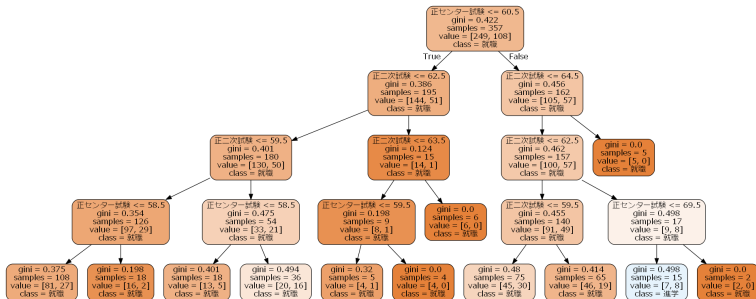 正センター試験 <= 60.5
gini = 0.422
samples = 357
value = [249, 108]
class = 就職
True
False
正二次試験 <= 62.5
gini = 0.386
samples = 195
value = [144, 51]
class = 就職
正二次試験 <= 64.5
gini = 0.456
samples = 162
value = [105, 57]
class = 就職
正二次試験 <= 59.5
gini = 0.401
samples = 180
value = [130, 50]
class = 就職
正二次試験 <= 63.5
gini = 0.124
samples = 15
value = [14, 1]
class = 就職
正二次試験 <= 62.5
gini = 0.462
samples = 157
value = [100, 57]
class = 就職
gini = 0.0
samples = 5
value = [5, 0]
class = 就職
正センター試験 <= 58.5
gini = 0.354
samples = 126
value = [97, 29]
class = 就職
正センター試験 <= 58.5
gini = 0.475
samples = 54
value = [33, 21]
class = 就職
正センター試験 <= 59.5
gini = 0.198
samples = 9
value = [8, 1]
class = 就職
gini = 0.0
samples = 6
value = [6, 0]
class = 就職
正二次試験 <= 59.5
gini = 0.455
samples = 140
value = [91, 49]
class = 就職
正センター試験 <= 69.5
gini = 0.498
samples = 17
value = [9, 8]
class = 就職
gini = 0.375
samples = 108
value = [81, 27]
class = 就職
gini = 0.198
samples = 18
value = [16, 2]
class = 就職
gini = 0.401
samples = 18
value = [13, 5]
class = 就職
gini = 0.494
samples = 36
value = [20, 16]
class = 就職
gini = 0.32
samples = 5
value = [4, 1]
class = 就職
gini = 0.0
samples = 4
value = [4, 0]
class = 就職
gini = 0.48
samples = 75
value = [45, 30]
class = 就職
gini = 0.414
samples = 65
value = [46, 19]
class = 就職
gini = 0.498
samples = 15
value = [7, 8]
class = 進学
gini = 0.0
samples = 2
value = [2, 0]
class = 就職